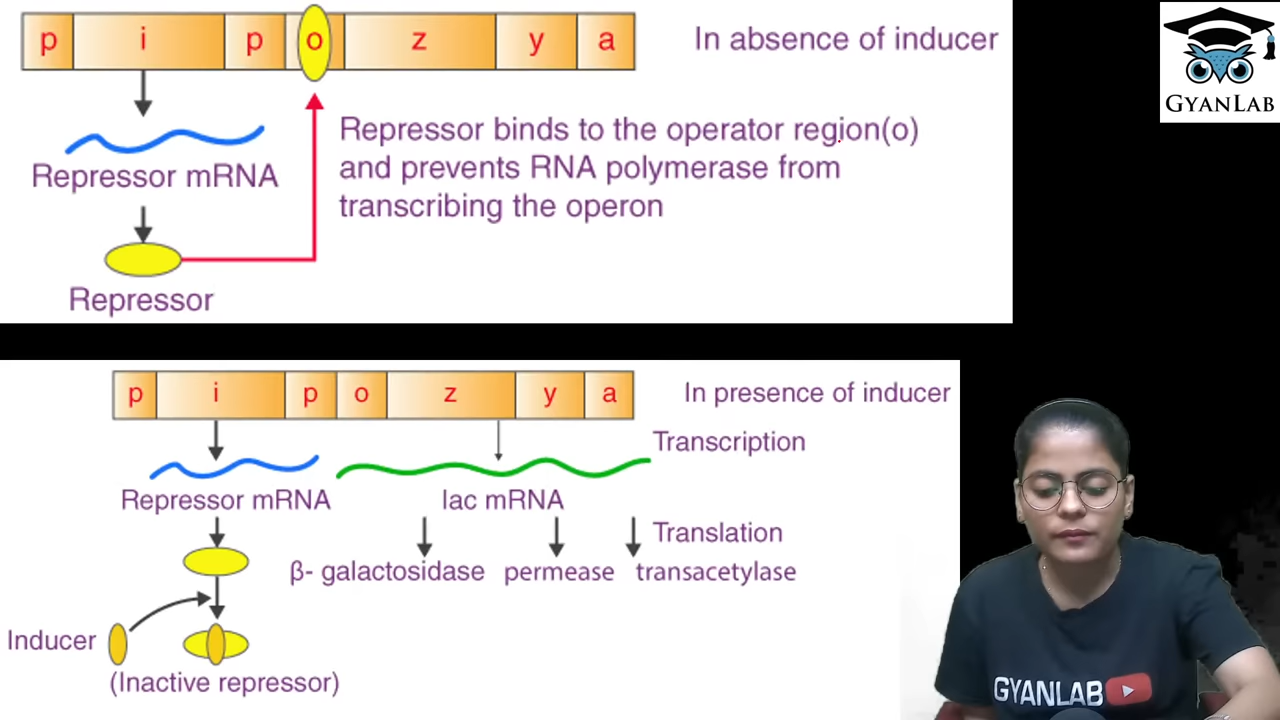 p i p o z y a
In absence of inducer
Repressor binds to the operator region(o)
and prevents RNA polymerase from
transcribing the operon
Repressor mRNA
Repressor
GYANLAB
p i p o z y a
In presence of inducer
Transcription
Repressor mRNA
lac mRNA
Translation
β- galactosidase permease transacetylase
Inducer
(Inactive repressor)
GYANLAB